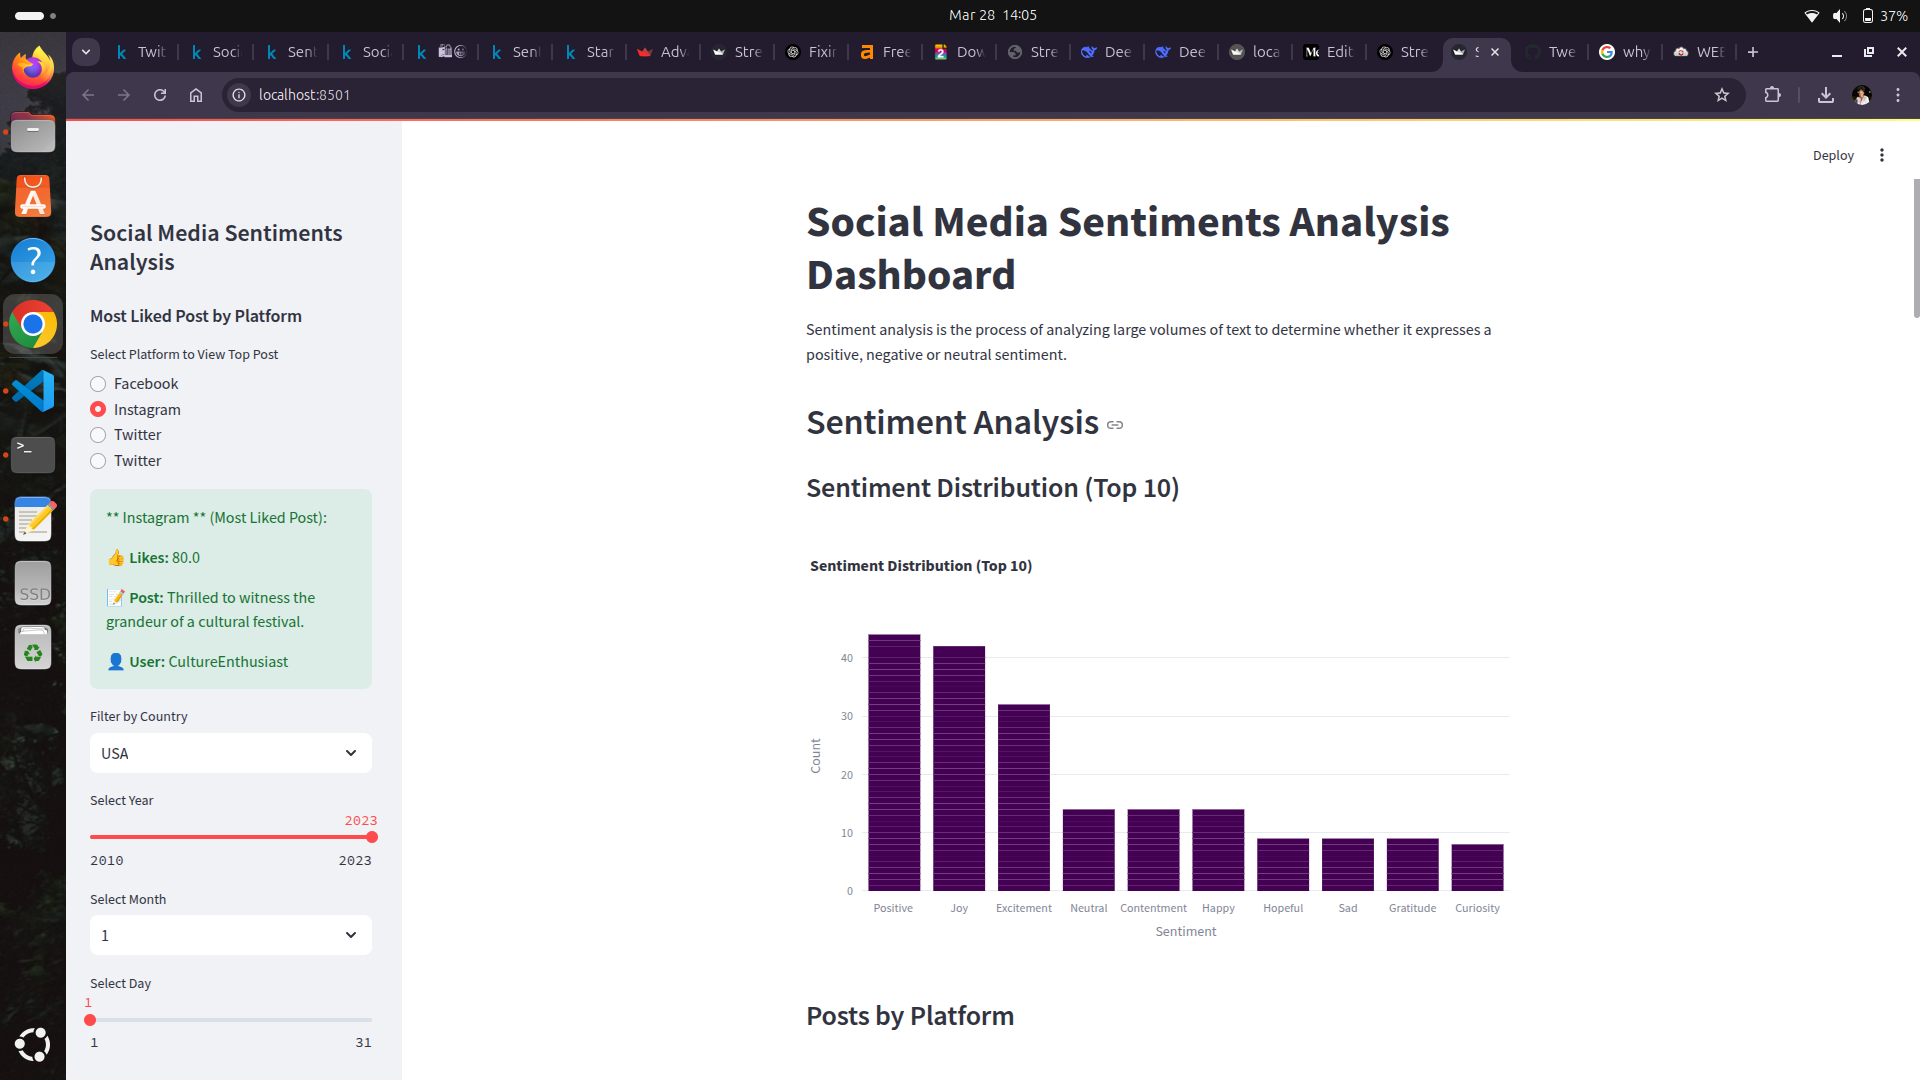 Mar 28 14:05
37%
Twit
Soci
Sent
Soci
Sent
Star
Adv
Stre
Fixin
Free
Dow
Stre
Dee
Dee
loca
Edit
Stre
Twe
why
WEB
localhost:8501
Deploy
Social Media Sentiments
Analysis
Most Liked Post by Platform
Select Platform to View Top Post
Facebook
Instagram
Twitter
Twitter
** Instagram ** (Most Liked Post):
👍 Likes: 80.0
📝 Post: Thrilled to witness the
grandeur of a cultural festival.
👤 User: CultureEnthusiast
Filter by Country
USA
Select Year
2023
2010 2023
Select Month
1
Select Day
1
1 31
SSD
Social Media Sentiments Analysis
Dashboard
Sentiment analysis is the process of analyzing large volumes of text to determine whether it expresses a
positive, negative or neutral sentiment.
Sentiment Analysis
Sentiment Distribution (Top 10)
Sentiment Distribution (Top 10)
40
30
20
10
0
Count
Positive Joy Excitement Neutral Contentment Happy Hopeful Sad Gratitude Curiosity
Sentiment
Posts by Platform